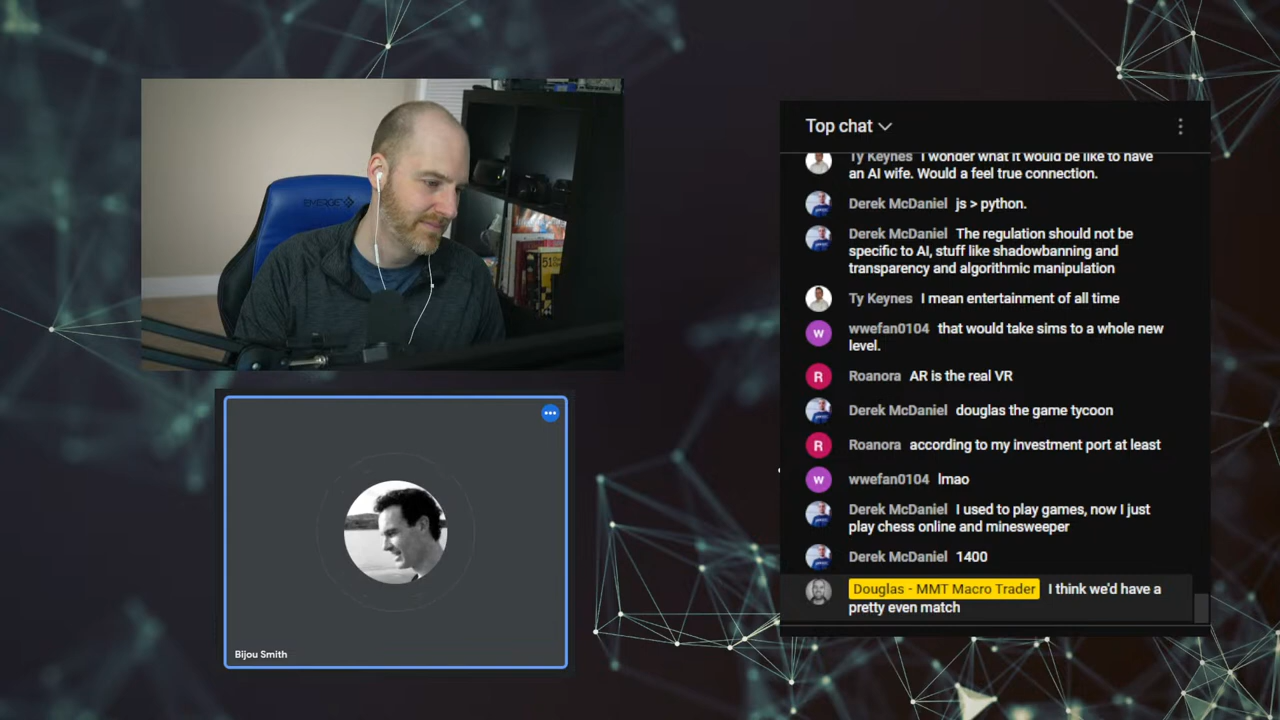 EMERGE
51
Bijou Smith
Top chat
Ty Keynes I wonder what it would be like to have
an AI wife. Would a feel true connection.
Derek McDaniel js > python.
Derek McDaniel The regulation should not be
specific to AI, stuff like shadowbanning and
transparency and algorithmic manipulation
Ty Keynes I mean entertainment of all time
W
wwefan0104 that would take sims to a whole new
level.
R
Roanora AR is the real VR
Derek McDaniel douglas the game tycoon
R
Roanora according to my investment port at least
W
wwefan0104 lmao
Derek McDaniel I used to play games, now I just
play chess online and minesweeper
Derek McDaniel 1400
Douglas - MMT Macro Trader I think we'd have a
pretty even match